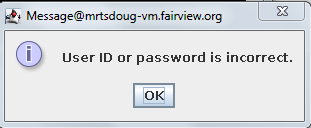 Message@mrtsdoug-vm.fairview.org
User ID or password is incorrect.
OK